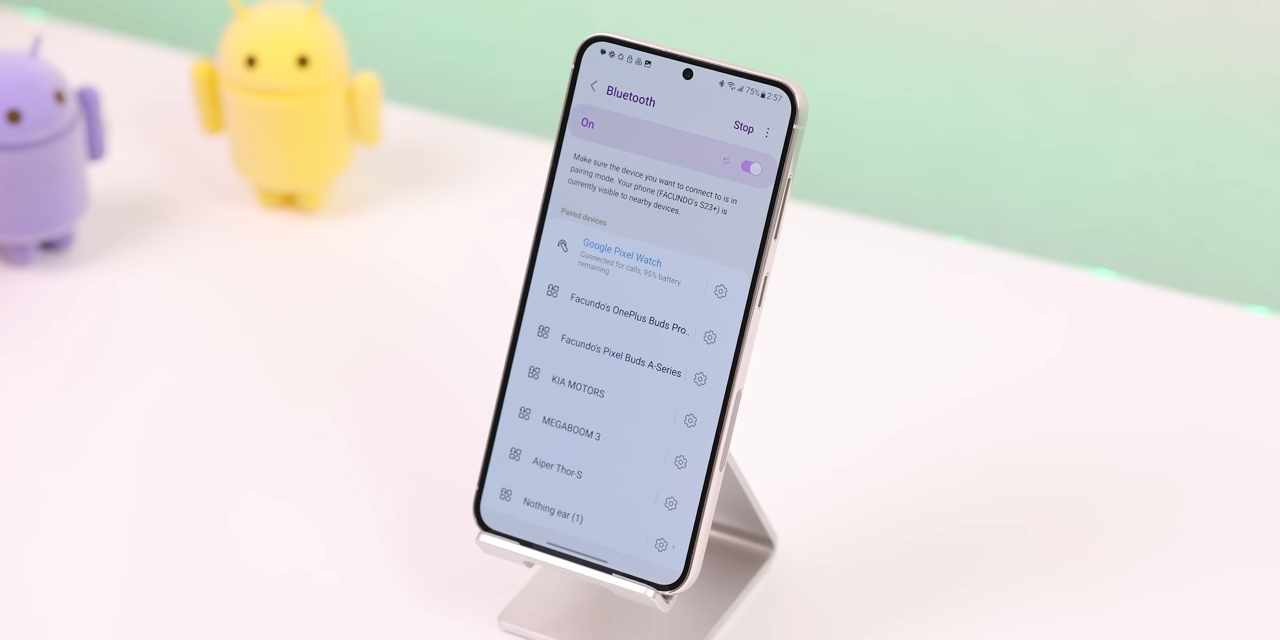 75% 2:57
Bluetooth
Stop
On
Make sure the device you want to connect to is in
pairing mode. Your phone (FACUNDO's S23+) is
currently visible to nearby devices.
Paired devices
Google Pixel Watch
Connected for calls, 95% battery
remaining
Facundo's OnePlus Buds Pro..
Facundo's Pixel Buds A-Series
KIA MOTORS
MEGABOOM 3
Aiper Thor-S
Nothing ear (1)